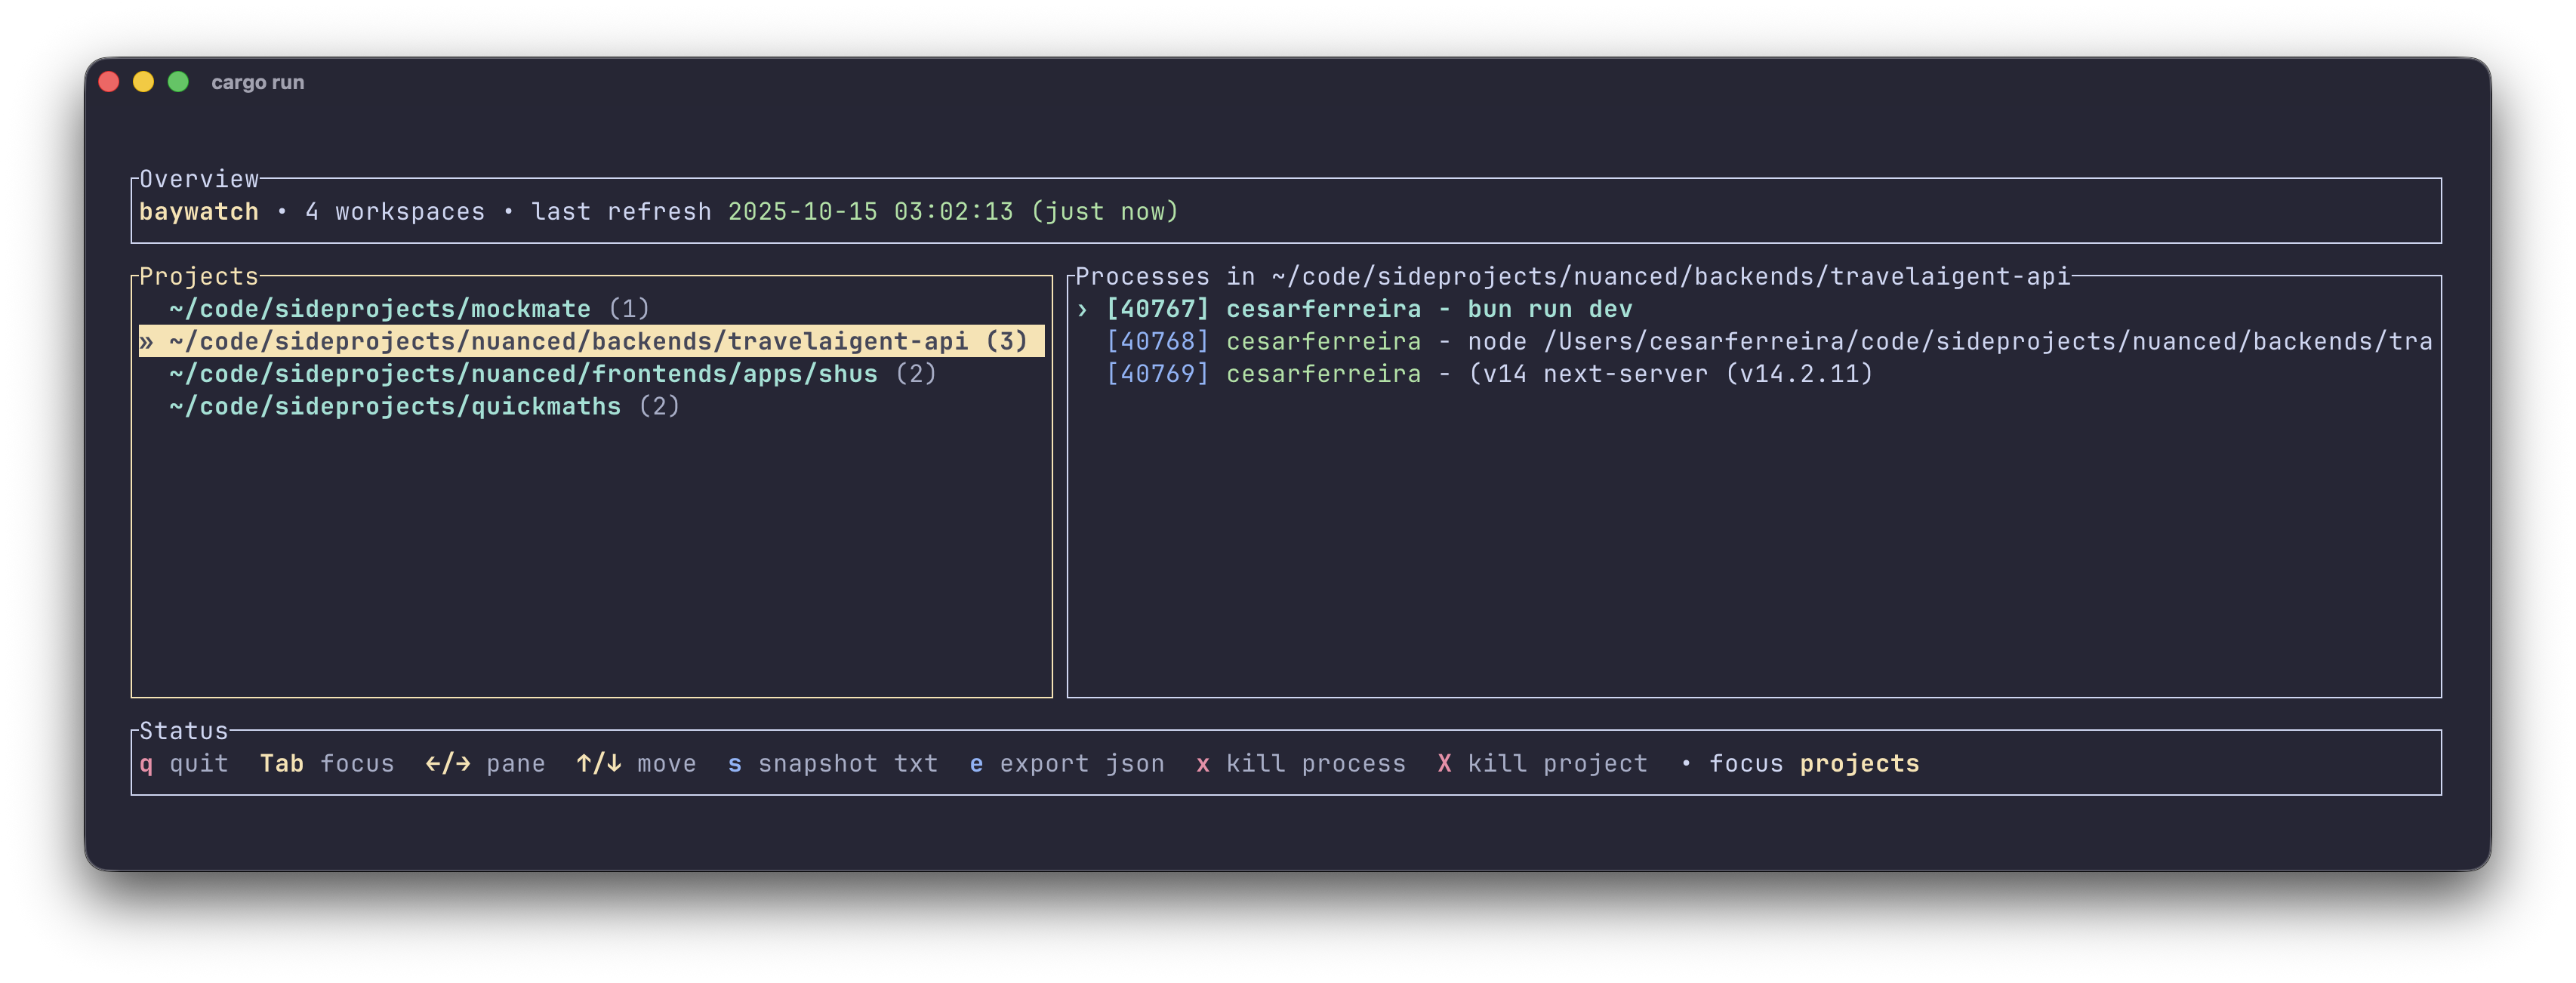 cargo run
Overview
baywatch • 4 workspaces • last refresh 2025-10-15 03:02:13 (just now)
Projects
~/code/sideprojects/mockmate (1)
» ~/code/sideprojects/nuanced/backends/travelaigent-api (3)
~/code/sideprojects/nuanced/frontends/apps/shus (2)
~/code/sideprojects/quickmaths (2)
Processes in ~/code/sideprojects/nuanced/backends/travelaigent-api
› [40767] cesarferreira - bun run dev
[40768] cesarferreira - node /Users/cesarferreira/code/sideprojects/nuanced/backends/tra
[40769] cesarferreira - (v14 next-server (v14.2.11)
Status
q quit Tab focus ←/→ pane ↑/↓ move s snapshot txt e export json x kill process X kill project • focus projects